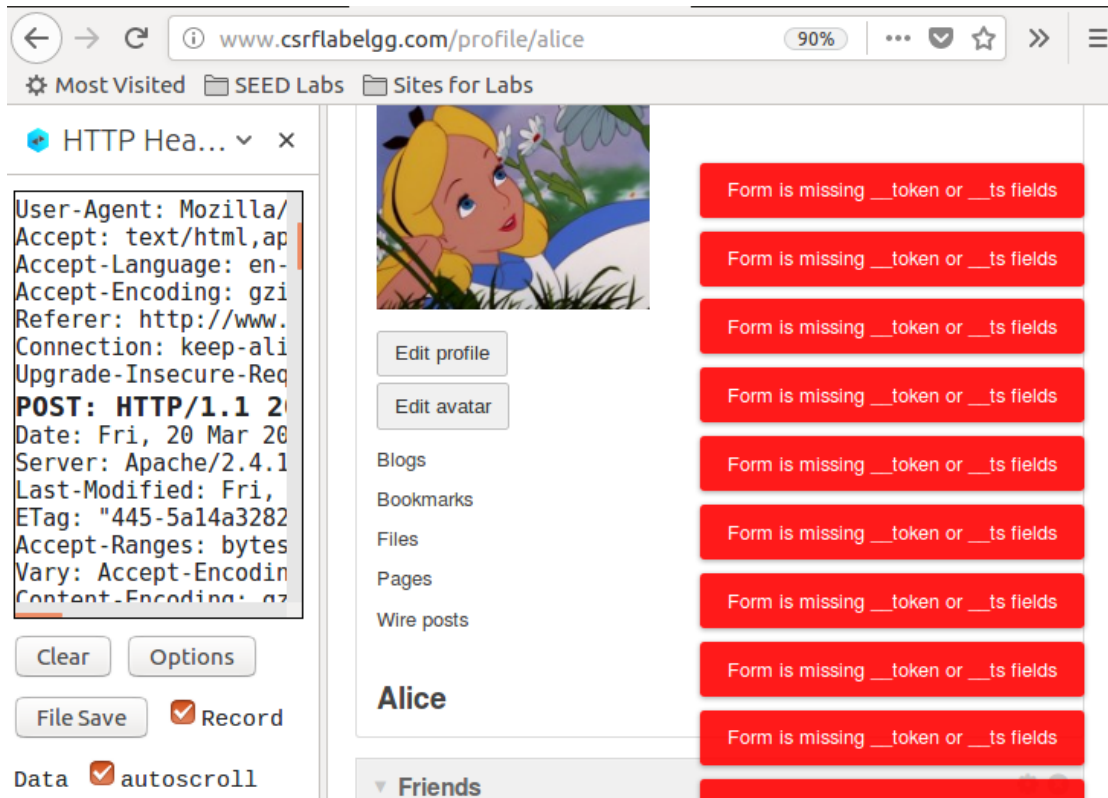 www.csrflabelgg.com/profile/alice
90%
Most Visited
SEED Labs
Sites for Labs
HTTP Hea...
User-Agent: Mozilla/
Accept: text/html,ap
Accept-Language: en-
Accept-Encoding: gzi
Referer: http://www.
Connection: keep-ali
Upgrade-Insecure-Req
POST: HTTP/1.1 20
Date: Fri, 20 Mar 20
Server: Apache/2.4.1
Last-Modified: Fri,
ETag: "445-5a14a3282
Accept-Ranges: bytes
Vary: Accept-Encodin
Content-Encoding: gz
Clear
Options
File Save
Record
Data
autoscroll
Edit profile
Edit avatar
Blogs
Bookmarks
Files
Pages
Wire posts
Alice
Friends
Form is missing __token or __ts fields
Form is missing __token or __ts fields
Form is missing __token or __ts fields
Form is missing __token or __ts fields
Form is missing __token or __ts fields
Form is missing __token or __ts fields
Form is missing __token or __ts fields
Form is missing __token or __ts fields
Form is missing __token or __ts fields